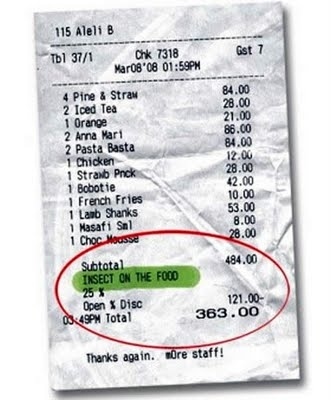 115 Aleli B
Tbl 37/1 Chk 7318 Gst 7
Mar08'08 01:59PM
4 Pine & Straw 84.00
2 Iced Tea 28.00
1 Orange 21.00
2 Anna Mari 86.00
2 Pasta Basta 84.00
1 Chicken 12.00
1 Strawb Pnck 28.00
1 Bobotie 42.00
1 French Fries 10.00
1 Lamb Shanks 53.00
1 Masafi Sml 8.00
1 Choc Mousse 28.00
Subtotal 484.00
INSECT ON THE FOOD
25 %
Open % Disc 121.00-
03:49PM Total 363.00
Thanks again. mOre staff!